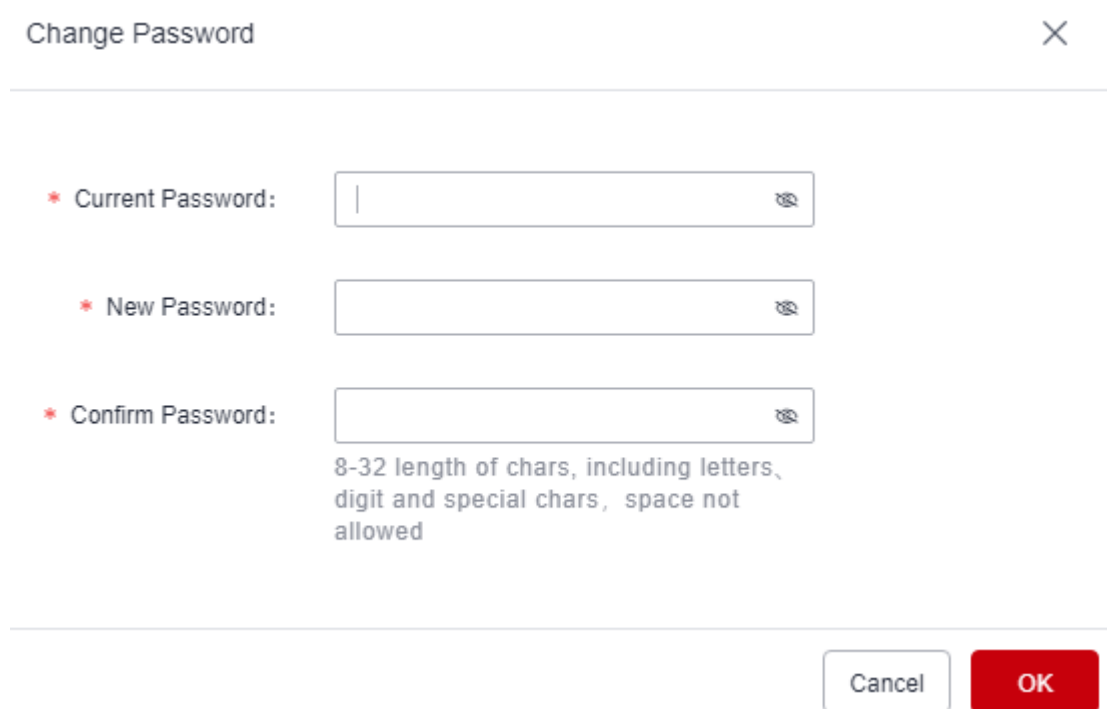 Change Password
* Current Password:
* New Password:
* Confirm Password:
8-32 length of chars, including letters、
digit and special chars，space not
allowed
Cancel
OK